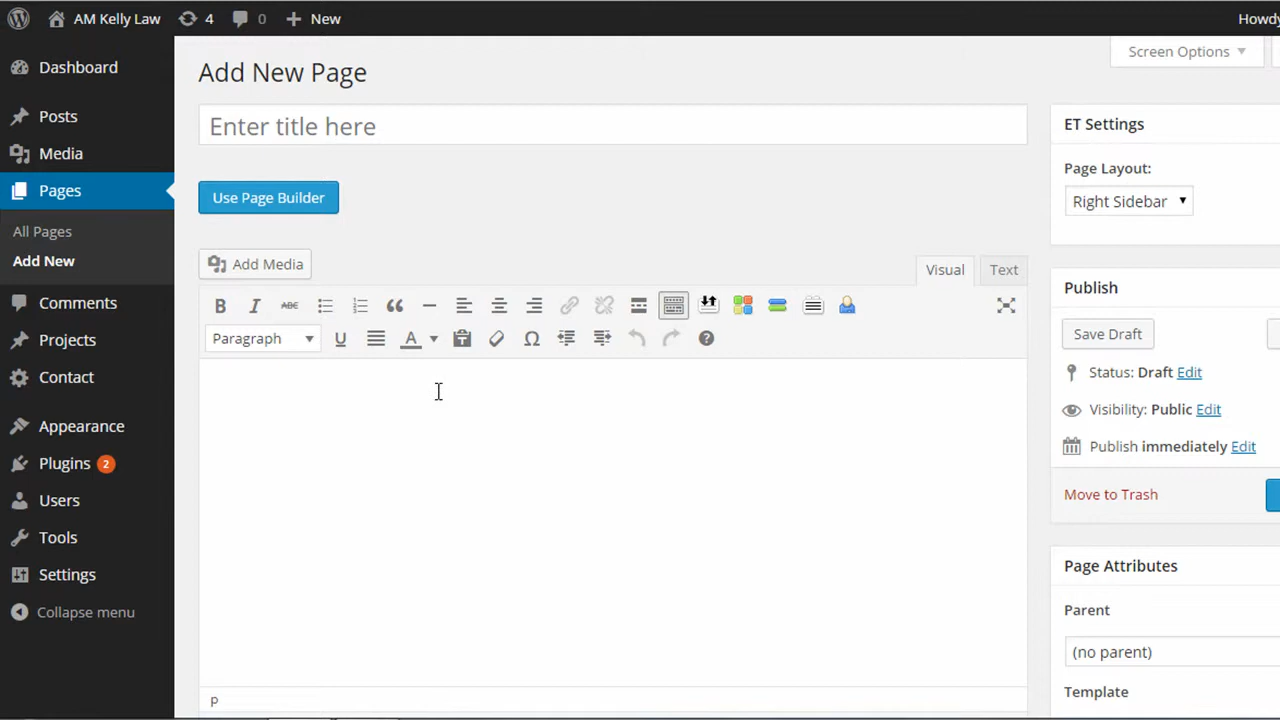 AM Kelly Law 4 0 New Howdy
Dashboard
Posts
Media
Pages
All Pages
Add New
Comments
Projects
Contact
Appearance
Plugins 2
Users
Tools
Settings
Collapse menu
Screen Options
Add New Page
Enter title here
Use Page Builder
Add Media
Visual Text
B I ABC
Paragraph U A Ω ?
p
ET Settings
Page Layout:
Right Sidebar
Publish
Save Draft
Status: Draft Edit
Visibility: Public Edit
Publish immediately Edit
Move to Trash
Page Attributes
Parent
(no parent)
Template